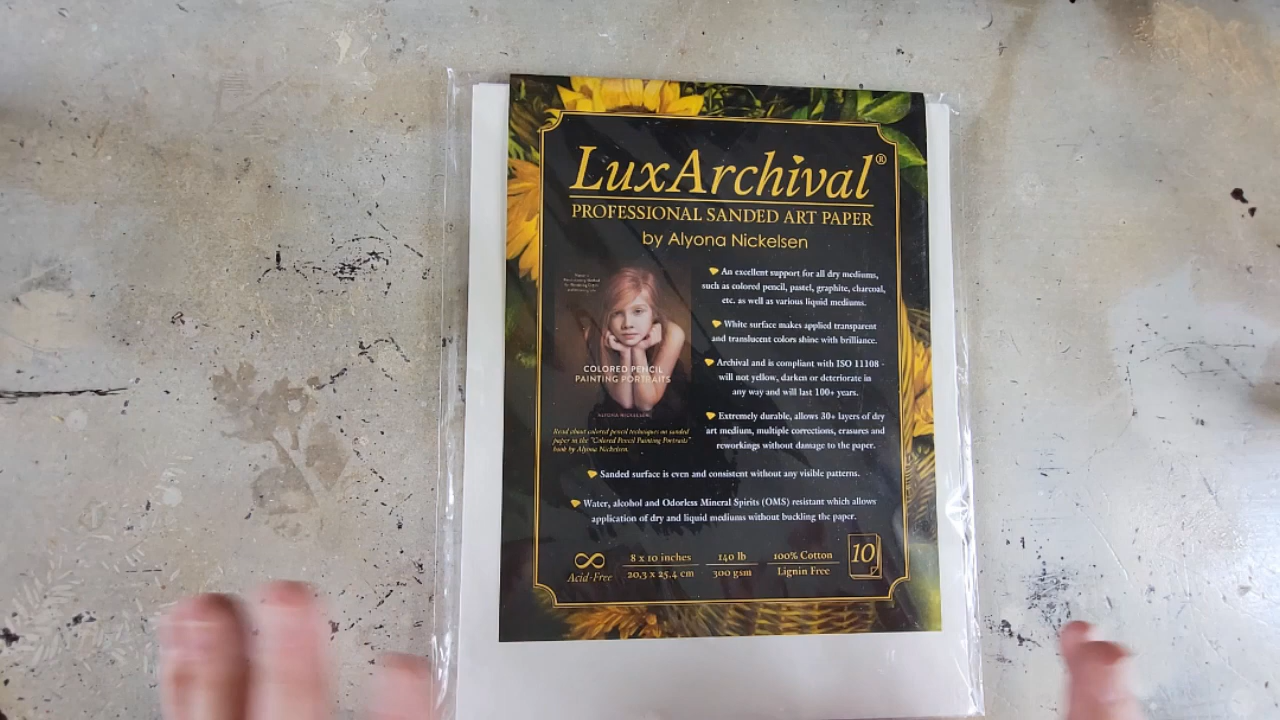 LuxArchival®
PROFESSIONAL SANDED ART PAPER
by Alyona Nickelsen
An excellent support for all dry mediums,
such as colored pencil, pastel, graphite, charcoal,
etc. as well as various liquid mediums.
White surface makes applied transparent
and translucent colors shine with brilliance.
Archival and is compliant with ISO 11108 -
will not yellow, darken or deteriorate in
any way and will last 100+ years.
Extremely durable, allows 30+ layers of dry
art medium, multiple corrections, erasures and
reworkings without damage to the paper.
COLORED PENCIL
PAINTING PORTRAITS
ALYONA NICKELSEN
Read about colored pencil techniques on sanded
paper in the "Colored Pencil Painting Portraits"
book by Alyona Nickelsen.
Sanded surface is even and consistent without any visible patterns.
Water, alcohol and Odorless Mineral Spirits (OMS) resistant which allows
application of dry and liquid mediums without buckling the paper.
Acid-Free
8 x 10 inches
20,3 x 25,4 cm
140 lb
300 gsm
100% Cotton
Lignin Free
10